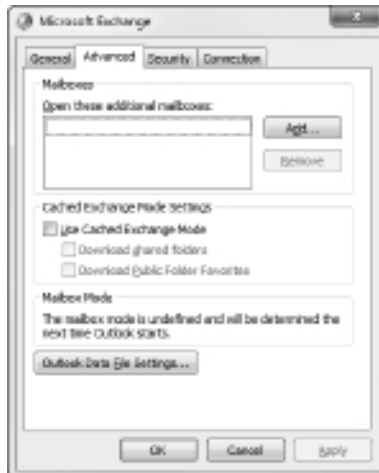 Microsoft Exchange
General Advanced Security Connection
Mailboxes
Open these additional mailboxes:
Add...
Remove
Cached Exchange Mode Settings
Use Cached Exchange Mode
Download shared folders
Download Public Folder Favorites
Mailbox Mode
The mailbox mode is undefined and will be determined the
next time Outlook starts.
Outlook Data File Settings...
OK Cancel Apply